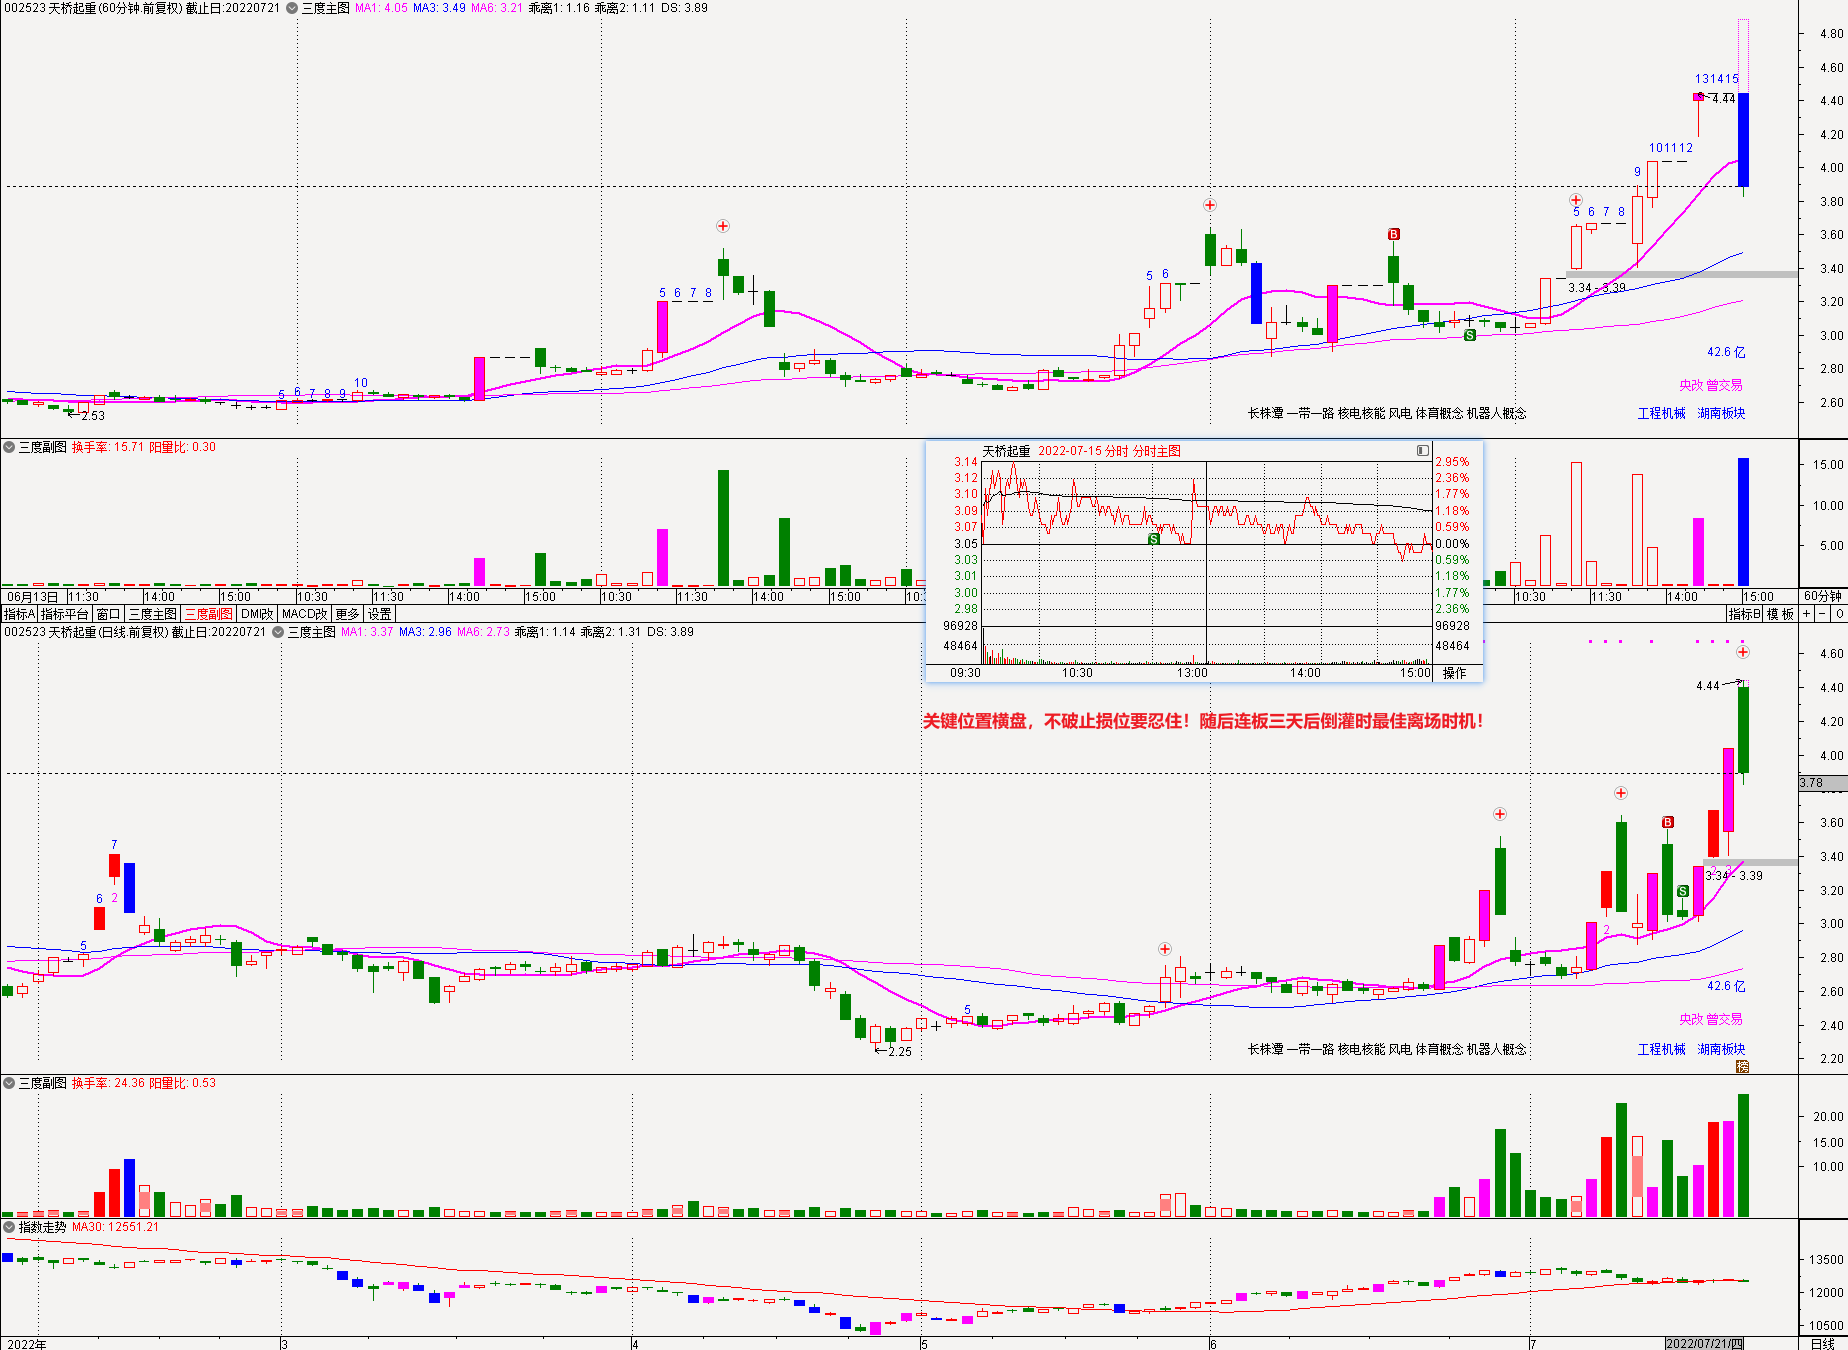 002523 天桥起重(60分钟.前复权) 截止日:20220721 三度主图 MA1: 4.05 MA3: 3.49 MA6: 3.21 乖离1: 1.16 乖离2: 1.11 DS: 3.89
4.80
4.60
131415
4.40
4.44
4.20
101112
4.00
9
3.80
5 6 7 8
B
3.60
5 6
3.40
5 6 7 8
3.34 - 3.39
3.20
S
3.00
42.6 亿
2.80
10
央改 曾交易
5 6 7 8 9
2.60
2.53
长株潭 一带一路 核电核能 风电 体育概念 机器人概念
工程机械 湖南板块
三度副图 换手率: 15.71 阳量比: 0.30
15.00
10.00
5.00
天桥起重 2022-07-15 分时 分时主图
3.14 2.95%
3.12 2.36%
3.10 1.77%
3.09 1.18%
3.07 0.59%
S
3.05 0.00%
3.03 0.59%
3.01 1.18%
3.00 1.77%
2.98 2.36%
96928 96928
48464 48464
09:30 10:30 13:00 14:00 15:00 操作
06月13日 11:30 14:00 15:00 10:30 11:30 14:00 15:00 10:30 11:30 14:00 15:00 10:30 11:30 14:00 15:00 60分钟
指标A 指标平台 窗口 三度主图 三度副图 DM改 MACD改 更多 设置
指标B 模板 + − 0
002523 天桥起重(日线.前复权) 截止日:20220721 三度主图 MA1: 3.37 MA3: 2.96 MA6: 2.73 乖离1: 1.14 乖离2: 1.31 DS: 3.89
4.60
4.44
4.40
关键位置横盘，不破止损位要忍住！随后连板三天后倒灌时最佳离场时机！
4.20
4.00
3.78
3.60
B
7
3.40
2 3
3.34 - 3.39
6 2
S
3.20
3.00
5
2
2.80
2.60
42.6 亿
5
2.40
央改 曾交易
2.25
长株潭 一带一路 核电核能 风电 体育概念 机器人概念
工程机械 湖南板块
2.20
榜
三度副图 换手率: 24.36 阳量比: 0.53
20.00
15.00
10.00
指数走势 MA30: 12551.21
13500
12000
10500
2022年 3 4 5 6 7 2022/07/21/四 日线